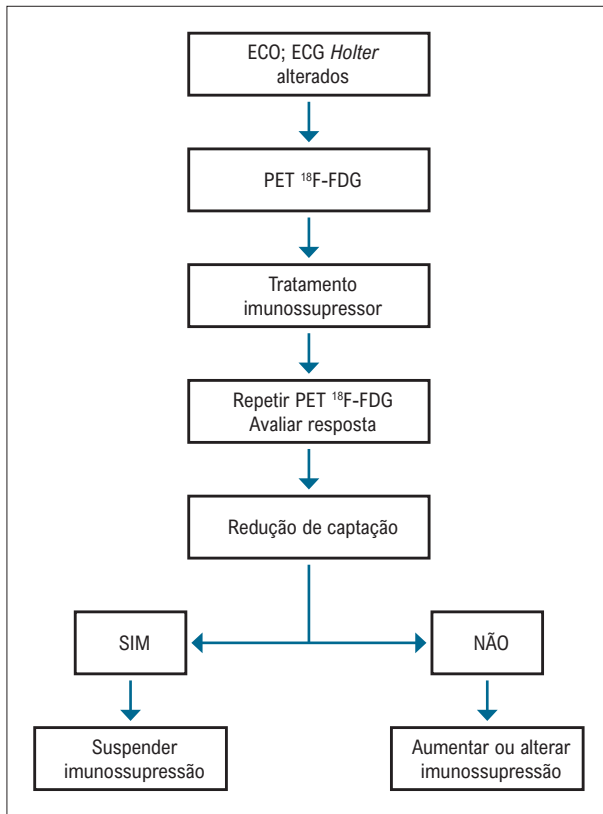 ECO; ECG Holter
alterados
PET ¹⁸F-FDG
Tratamento
imunossupressor
Repetir PET ¹⁸F-FDG
Avaliar resposta
Redução de captação
SIM
NÃO
Suspender
imunossupressão
Aumentar ou alterar
imunossupressão